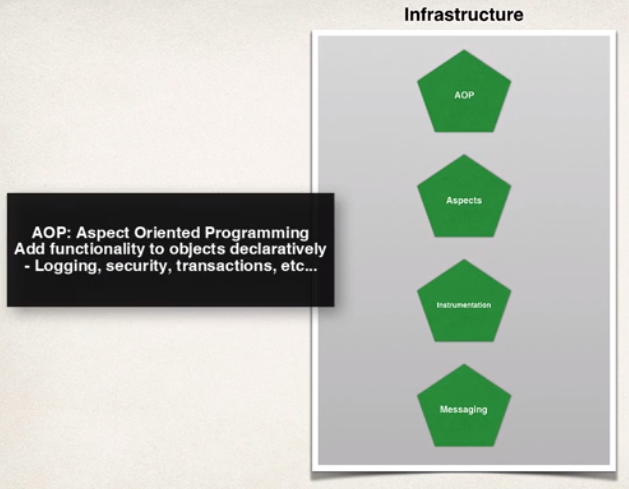 Infrastructure
AOP
Aspects
AOP: Aspect Oriented Programming
Add functionality to objects declaratively
- Logging, security, transactions, etc...
Instrumentation
Messaging